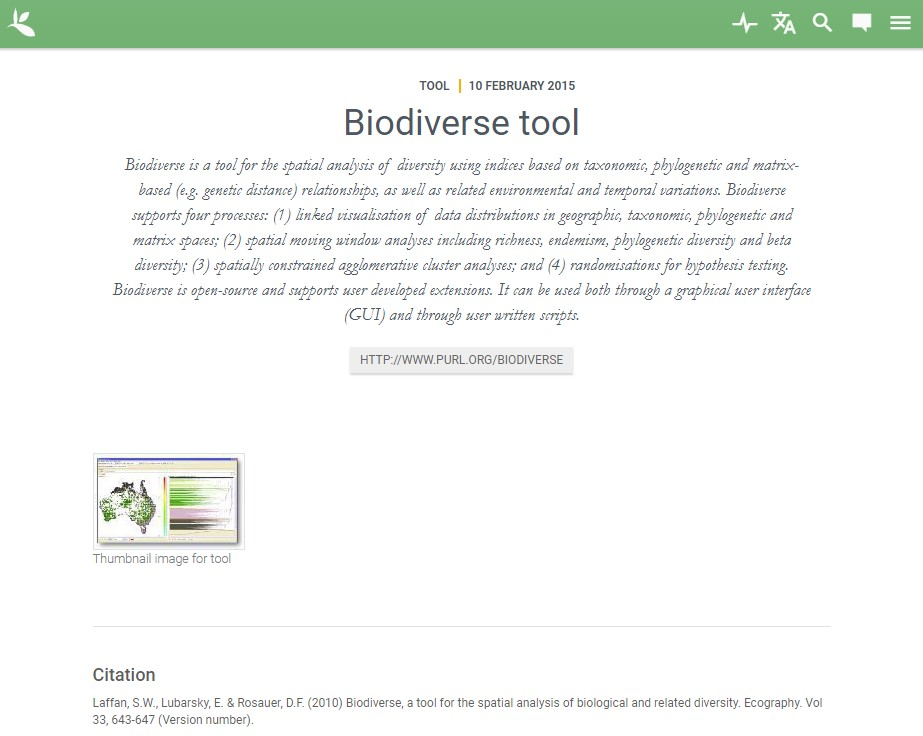 TOOL | 10 FEBRUARY 2015
Biodiverse tool
Biodiverse is a tool for the spatial analysis of diversity using indices based on taxonomic, phylogenetic and matrix-
based (e.g. genetic distance) relationships, as well as related environmental and temporal variations. Biodiverse
supports four processes: (1) linked visualisation of data distributions in geographic, taxonomic, phylogenetic and
matrix spaces; (2) spatial moving window analyses including richness, endemism, phylogenetic diversity and beta
diversity; (3) spatially constrained agglomerative cluster analyses; and (4) randomisations for hypothesis testing.
Biodiverse is open-source and supports user developed extensions. It can be used both through a graphical user interface
(GUI) and through user written scripts.
HTTP://WWW.PURL.ORG/BIODIVERSE
Thumbnail image for tool
Citation
Laffan, S.W., Lubarsky, E. & Rosauer, D.F. (2010) Biodiverse, a tool for the spatial analysis of biological and related diversity. Ecography. Vol
33, 643-647 (Version number).